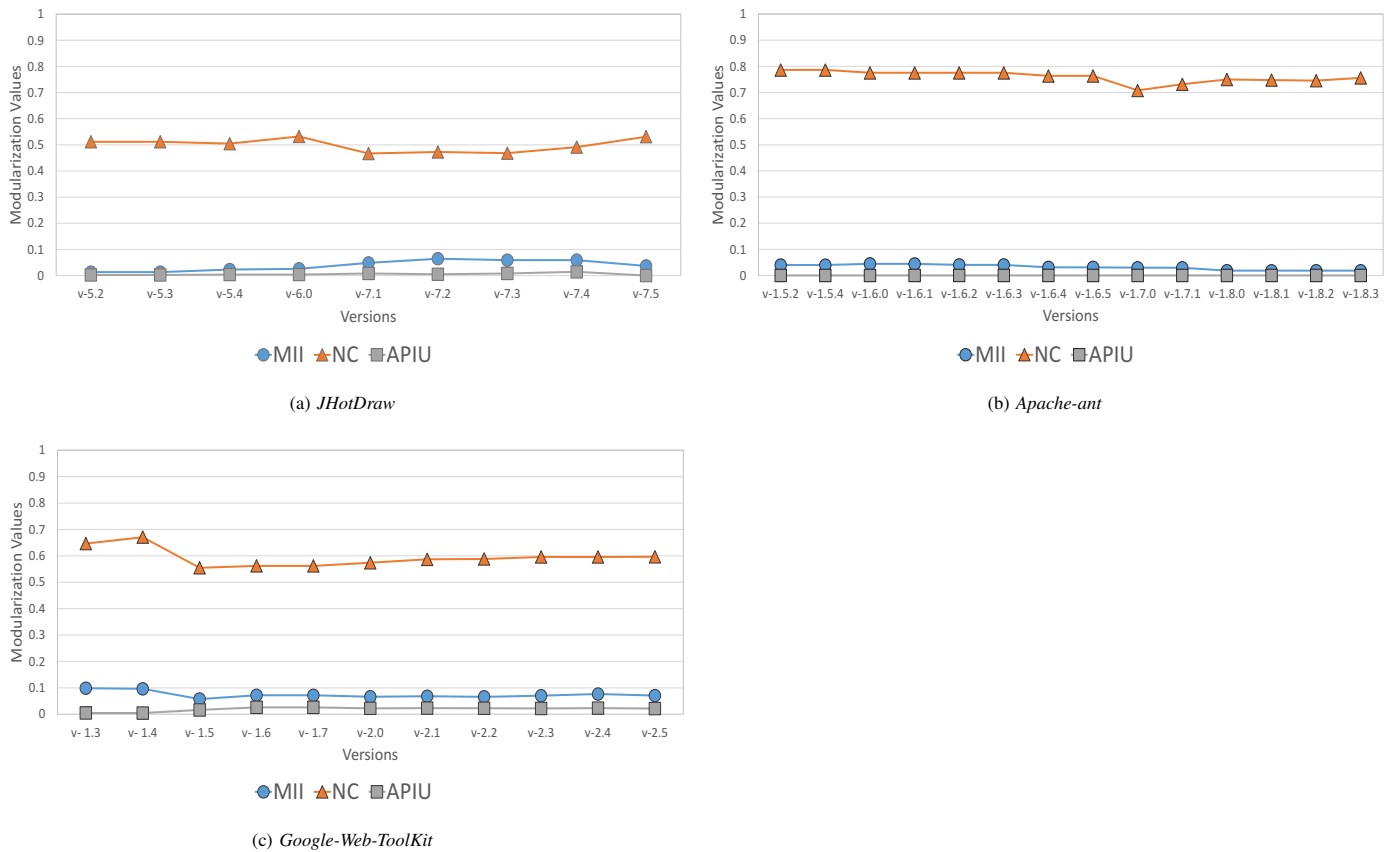 1
0.9
0.8
0.7
0.6
0.5
0.4
0.3
0.2
0.1
0
Modularization Values
v-5.2 v-5.3 v-5.4 v-6.0 v-7.1 v-7.2 v-7.3 v-7.4 v-7.5
Versions
MII NC APIU
(a) JHotDraw
1
0.9
0.8
0.7
0.6
0.5
0.4
0.3
0.2
0.1
0
Modularization Values
v-1.5.2 v-1.5.4 v-1.6.0 v-1.6.1 v-1.6.2 v-1.6.3 v-1.6.4 v-1.6.5 v-1.7.0 v-1.7.1 v-1.8.0 v-1.8.1 v-1.8.2 v-1.8.3
Versions
MII NC APIU
(b) Apache-ant
1
0.9
0.8
0.7
0.6
0.5
0.4
0.3
0.2
0.1
0
Modularization Values
v- 1.3 v- 1.4 v- 1.5 v- 1.6 v- 1.7 v-2.0 v-2.1 v-2.2 v-2.3 v-2.4 v-2.5
Versions
MII NC APIU
(c) Google-Web-ToolKit